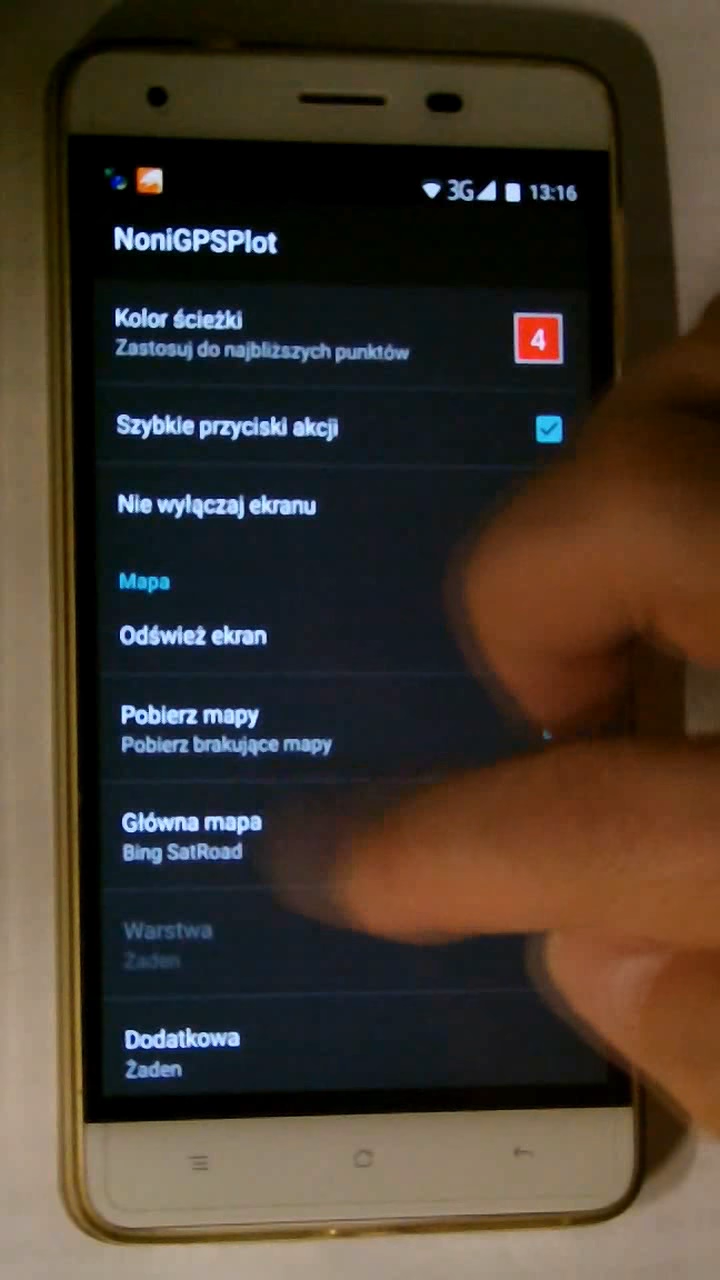 3G 13:16
NoniGPSPlot
Kolor ścieżki
Zastosuj do najbliższych punktów
4
Szybkie przyciski akcji
Nie wyłączaj ekranu
Mapa
Odśwież ekran
Pobierz mapy
Pobierz brakujące mapy
Główna mapa
Bing SatRoad
Warstwa
Żaden
Dodatkowa
Żaden